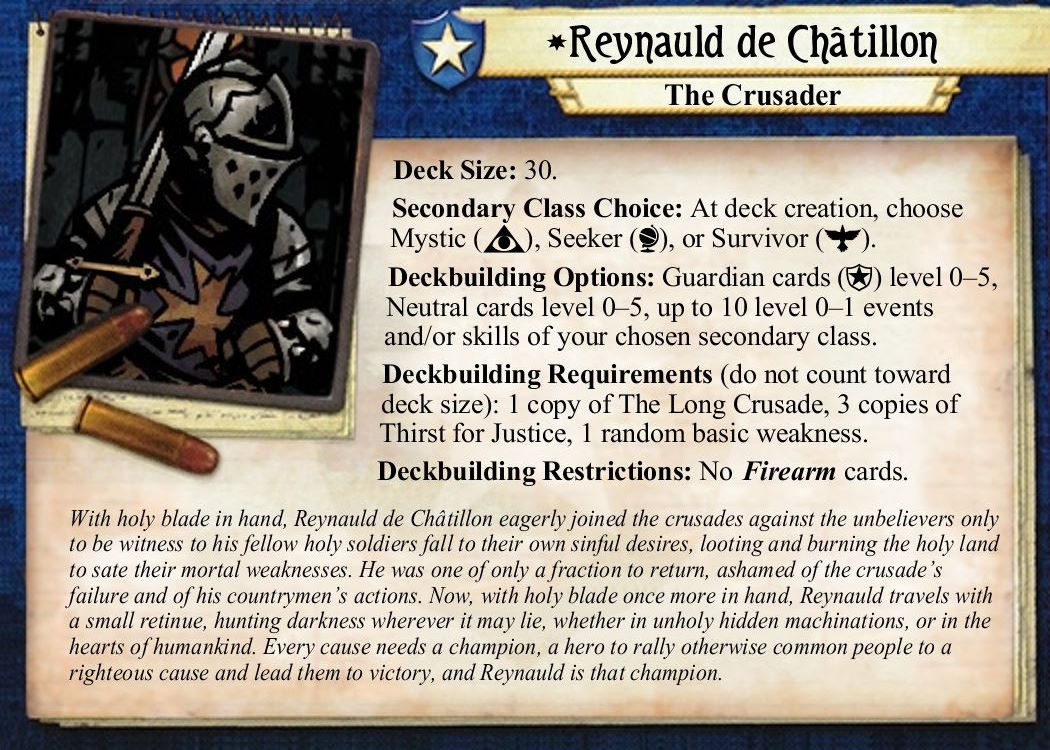 *Reynauld de Châtillon
The Crusader
Deck Size: 30.
Secondary Class Choice: At deck creation, choose
Mystic ( ), Seeker ( ), or Survivor ( ).
Deckbuilding Options: Guardian cards ( ) level 0–5,
Neutral cards level 0–5, up to 10 level 0–1 events
and/or skills of your chosen secondary class.
Deckbuilding Requirements (do not count toward
deck size): 1 copy of The Long Crusade, 3 copies of
Thirst for Justice, 1 random basic weakness.
Deckbuilding Restrictions: No Firearm cards.
With holy blade in hand, Reynauld de Châtillon eagerly joined the crusades against the unbelievers only
to be witness to his fellow holy soldiers fall to their own sinful desires, looting and burning the holy land
to sate their mortal weaknesses. He was one of only a fraction to return, ashamed of the crusade’s
failure and of his countrymen’s actions. Now, with holy blade once more in hand, Reynauld travels with
a small retinue, hunting darkness wherever it may lie, whether in unholy hidden machinations, or in the
hearts of humankind. Every cause needs a champion, a hero to rally otherwise common people to a
righteous cause and lead them to victory, and Reynauld is that champion.